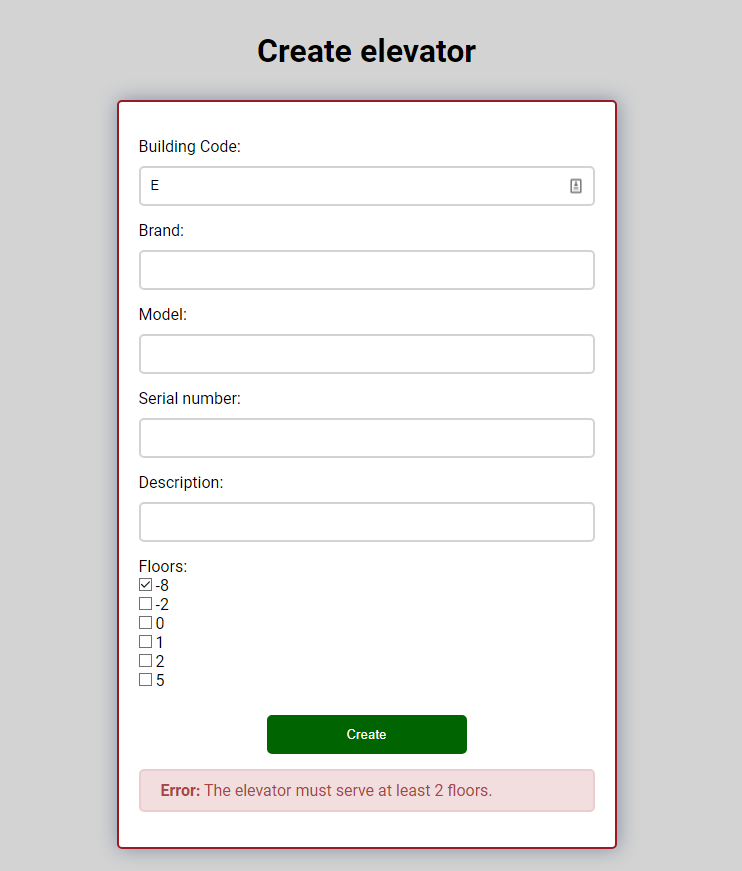 Create elevator
Building Code:
E
Brand:
Model:
Serial number:
Description:
Floors:
-8
-2
0
1
2
5
Create
Error: The elevator must serve at least 2 floors.